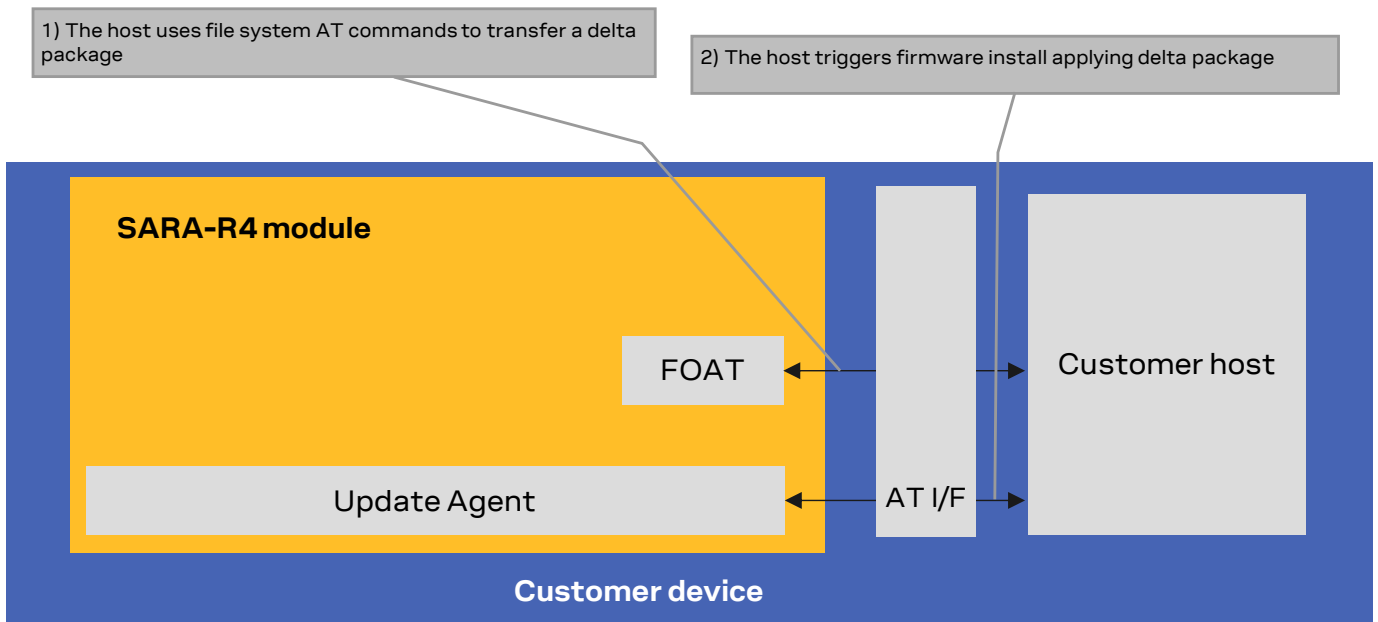 1) The host uses file system AT commands to transfer a delta
package
2) The host triggers firmware install applying delta package
SARA-R4 module
FOAT
Customer host
Update Agent
AT I/F
Customer device